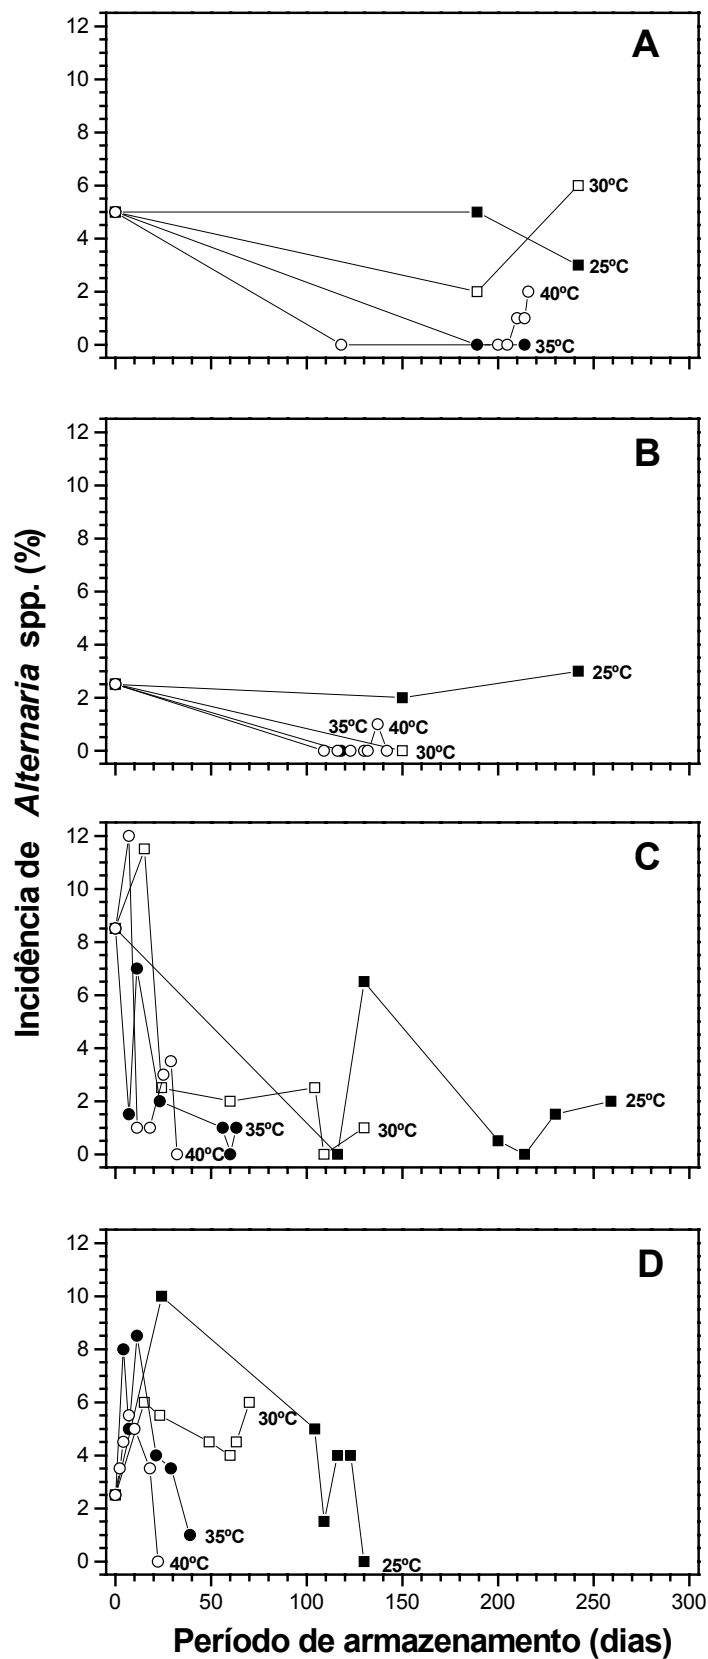 Incidência de Alternaria spp. (%)
12
10
8
6
4
2
0
A
30ºC
25ºC
40ºC
35ºC
12
10
8
6
4
2
0
B
25ºC
35ºC 40ºC
30ºC
12
10
8
6
4
2
0
C
25ºC
35ºC
30ºC
40ºC
12
10
8
6
4
2
0
D
30ºC
35ºC
40ºC
25ºC
0 50 100 150 200 250 300
Período de armazenamento (dias)